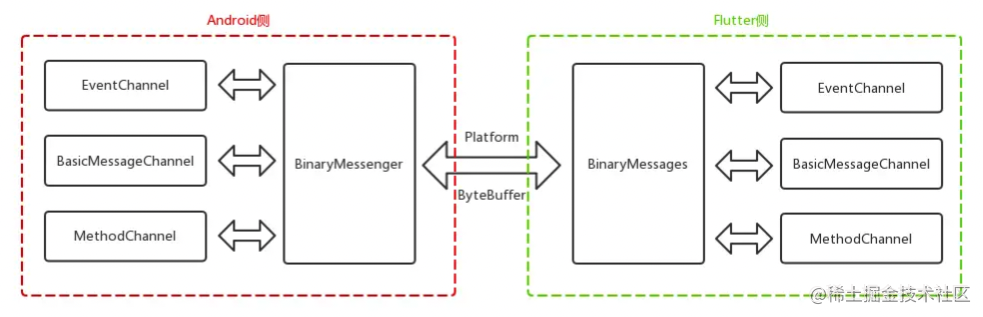 Android侧
Flutter侧
EventChannel
BasicMessageChannel
MethodChannel
BinaryMessenger
Platform
ByteBuffer
BinaryMessages
EventChannel
BasicMessageChannel
MethodChannel
@稀土掘金技术社区